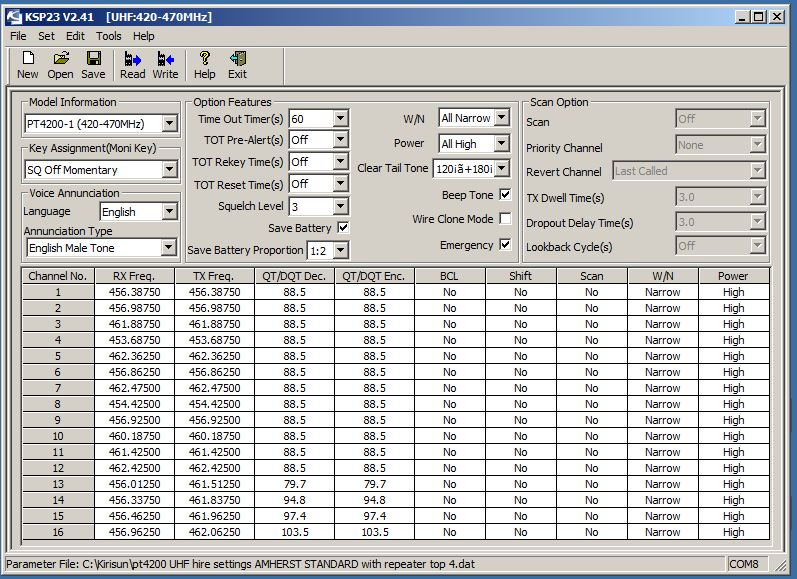 KSP23 V2.41 [UHF:420-470MHz]
File Set Edit Tools Help
New Open Save Read Write Help Exit
Model Information
PT4200-1 (420-470MHz)
Key Assignment(Moni Key)
SQ Off Momentary
Voice Annunciation
Language English
Annunciation Type
English Male Tone
Option Features
Time Out Timer(s) 60
TOT Pre-Alert(s) Off
TOT Rekey Time(s) Off
TOT Reset Time(s) Off
Squelch Level 3
Save Battery
Save Battery Proportion 1:2
W/N All Narrow
Power All High
Clear Tail Tone 120iã+180i
Beep Tone
Wire Clone Mode
Emergency
Scan Option
Scan Off
Priority Channel None
Revert Channel Last Called
TX Dwell Time(s) 3.0
Dropout Delay Time(s) 3.0
Lookback Cycle(s) Off
Channel No. RX Freq. TX Freq. QT/DQT Dec. QT/DQT Enc. BCL Shift Scan W/N Power
1 456.38750 456.38750 88.5 88.5 No No No Narrow High
2 456.98750 456.98750 88.5 88.5 No No No Narrow High
3 461.88750 461.88750 88.5 88.5 No No No Narrow High
4 453.68750 453.68750 88.5 88.5 No No No Narrow High
5 462.36250 462.36250 88.5 88.5 No No No Narrow High
6 456.86250 456.86250 88.5 88.5 No No No Narrow High
7 462.47500 462.47500 88.5 88.5 No No No Narrow High
8 454.42500 454.42500 88.5 88.5 No No No Narrow High
9 456.92500 456.92500 88.5 88.5 No No No Narrow High
10 460.18750 460.18750 88.5 88.5 No No No Narrow High
11 461.42500 461.42500 88.5 88.5 No No No Narrow High
12 462.42500 462.42500 88.5 88.5 No No No Narrow High
13 456.01250 461.51250 79.7 79.7 No No No Narrow High
14 456.33750 461.83750 94.8 94.8 No No No Narrow High
15 456.46250 461.96250 97.4 97.4 No No No Narrow High
16 456.96250 462.06250 103.5 103.5 No No No Narrow High
Parameter File: C:\Kirisun\pt4200 UHF hire settings AMHERST STANDARD with repeater top 4.dat COM8